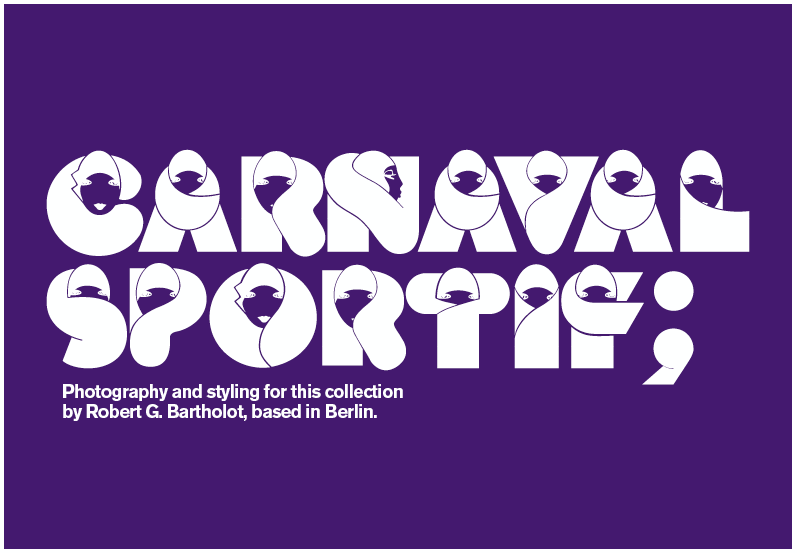 CARNAVAL
SPORTIF;
Photography and styling for this collection
by Robert G. Bartholot, based in Berlin.